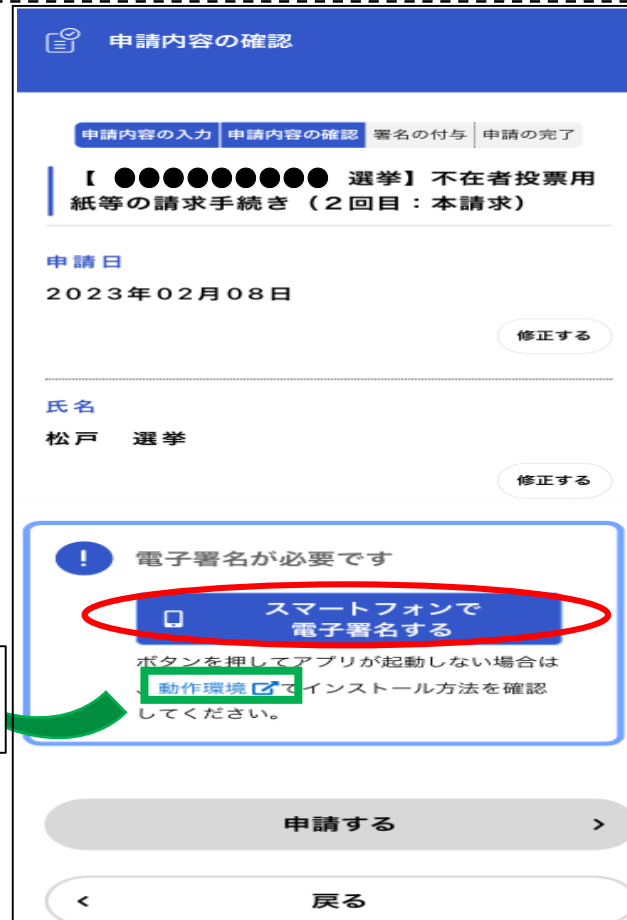 申請内容の確認
申請内容の入力 申請内容の確認 署名の付与 申請の完了
【 ●●●●●●●●● 選挙】不在者投票用
紙等の請求手続き(2回目:本請求)
申請日
2023年02月08日
修正する
氏名
松戸 選挙
修正する
! 電子署名が必要です
スマートフォンで
電子署名する
ボタンを押してアプリが起動しない場合は
、動作環境でインストール方法を確認
してください。
申請する >
< 戻る